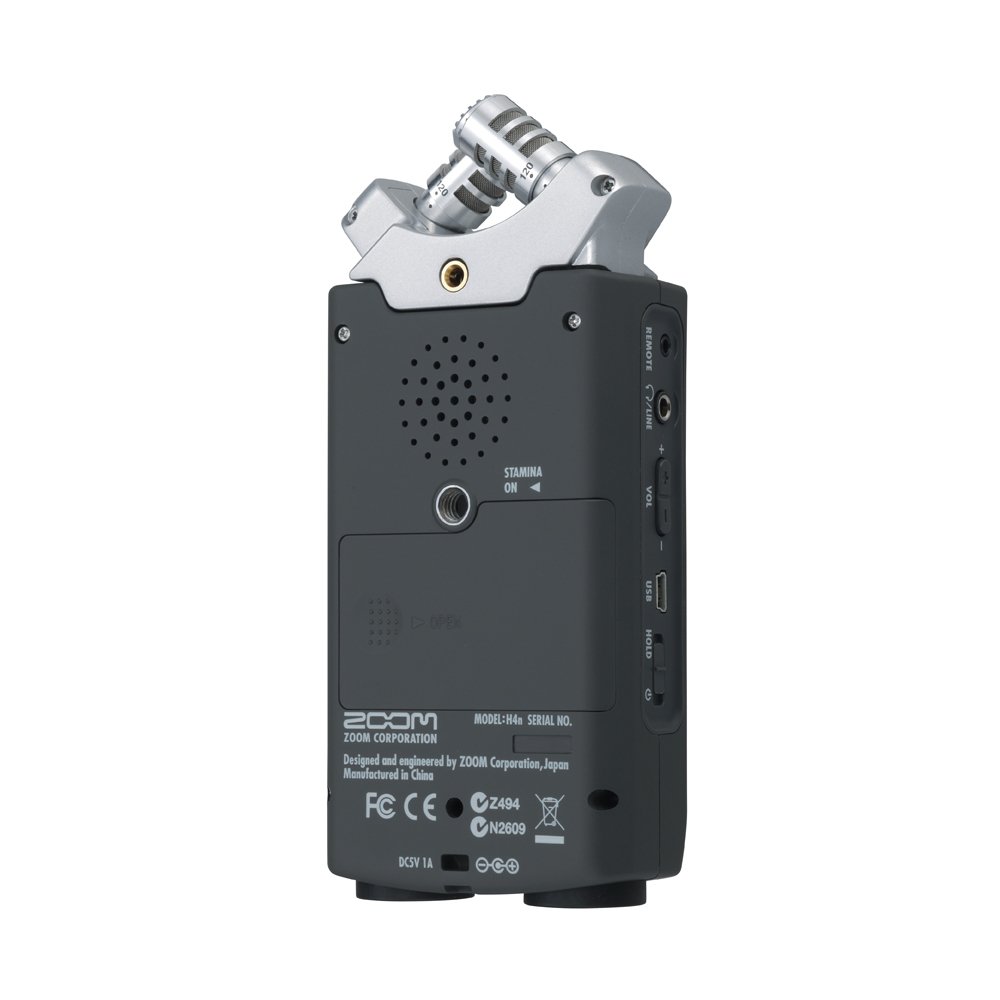 120
120
REMOTE
/LINE
+
VOL
-
USB
HOLD
STAMINA
ON ◄
▷ OPEN
ZOOM
ZOOM CORPORATION
MODEL:H4n SERIAL NO.
Designed and engineered by ZOOM Corporation,Japan
Manufactured in China
FC CE
Z494
N2609
DC5V 1A